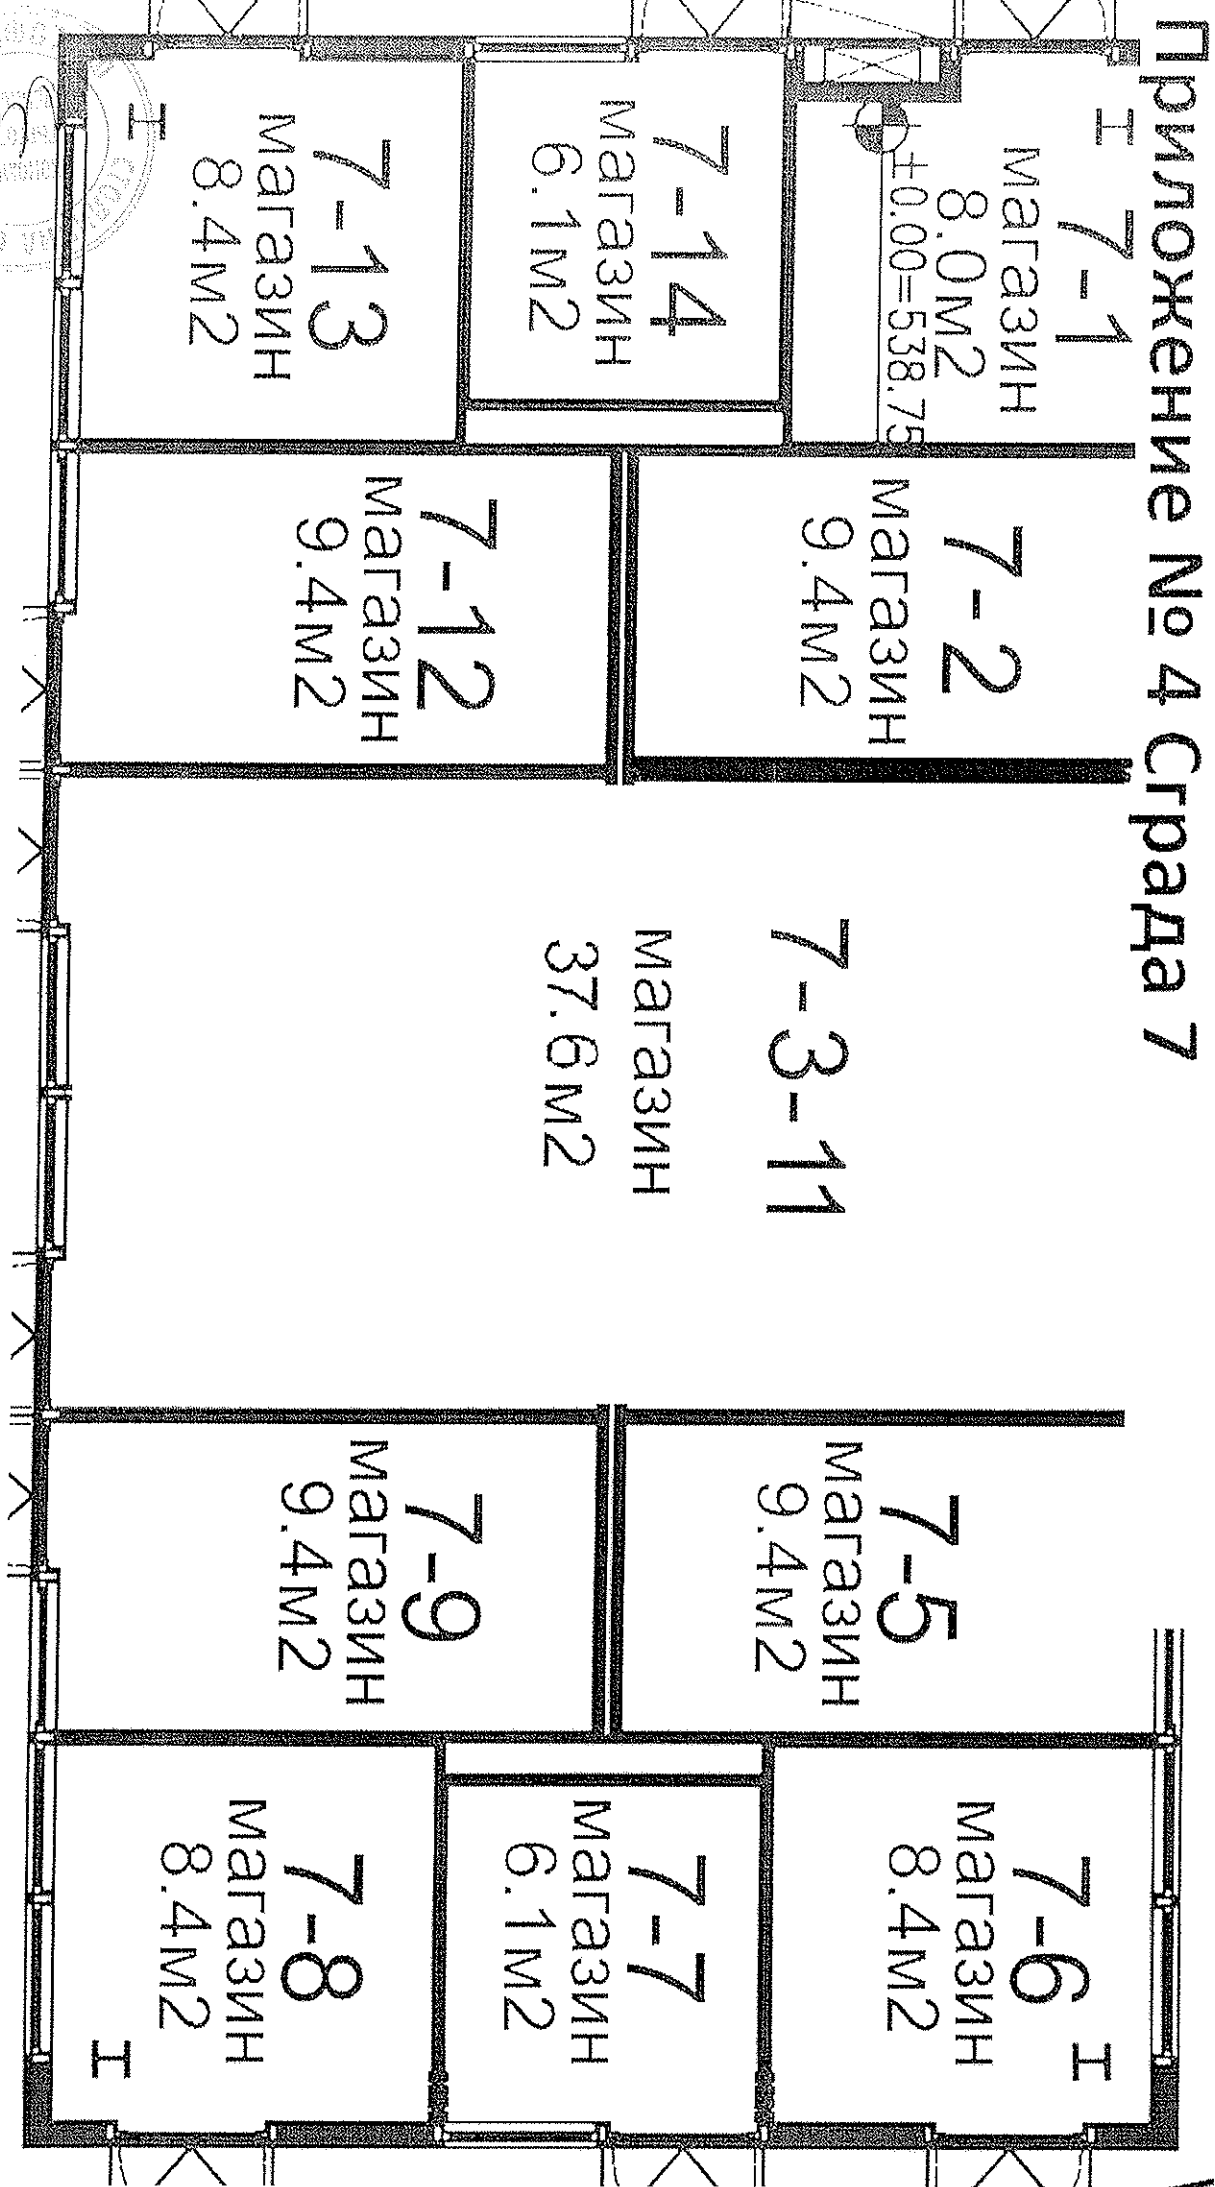 приложение № 4 Сграда 7
7-1
магазин
8.0м2
±0.00=538.75
7-2
магазин
9.4м2
7-3-11
магазин
37.6м2
7-5
магазин
9.4м2
7-6
магазин
8.4м2
7-14
магазин
6.1м2
7-7
магазин
6.1м2
7-13
магазин
8.4м2
7-12
магазин
9.4м2
7-9
магазин
9.4м2
7-8
магазин
8.4м2